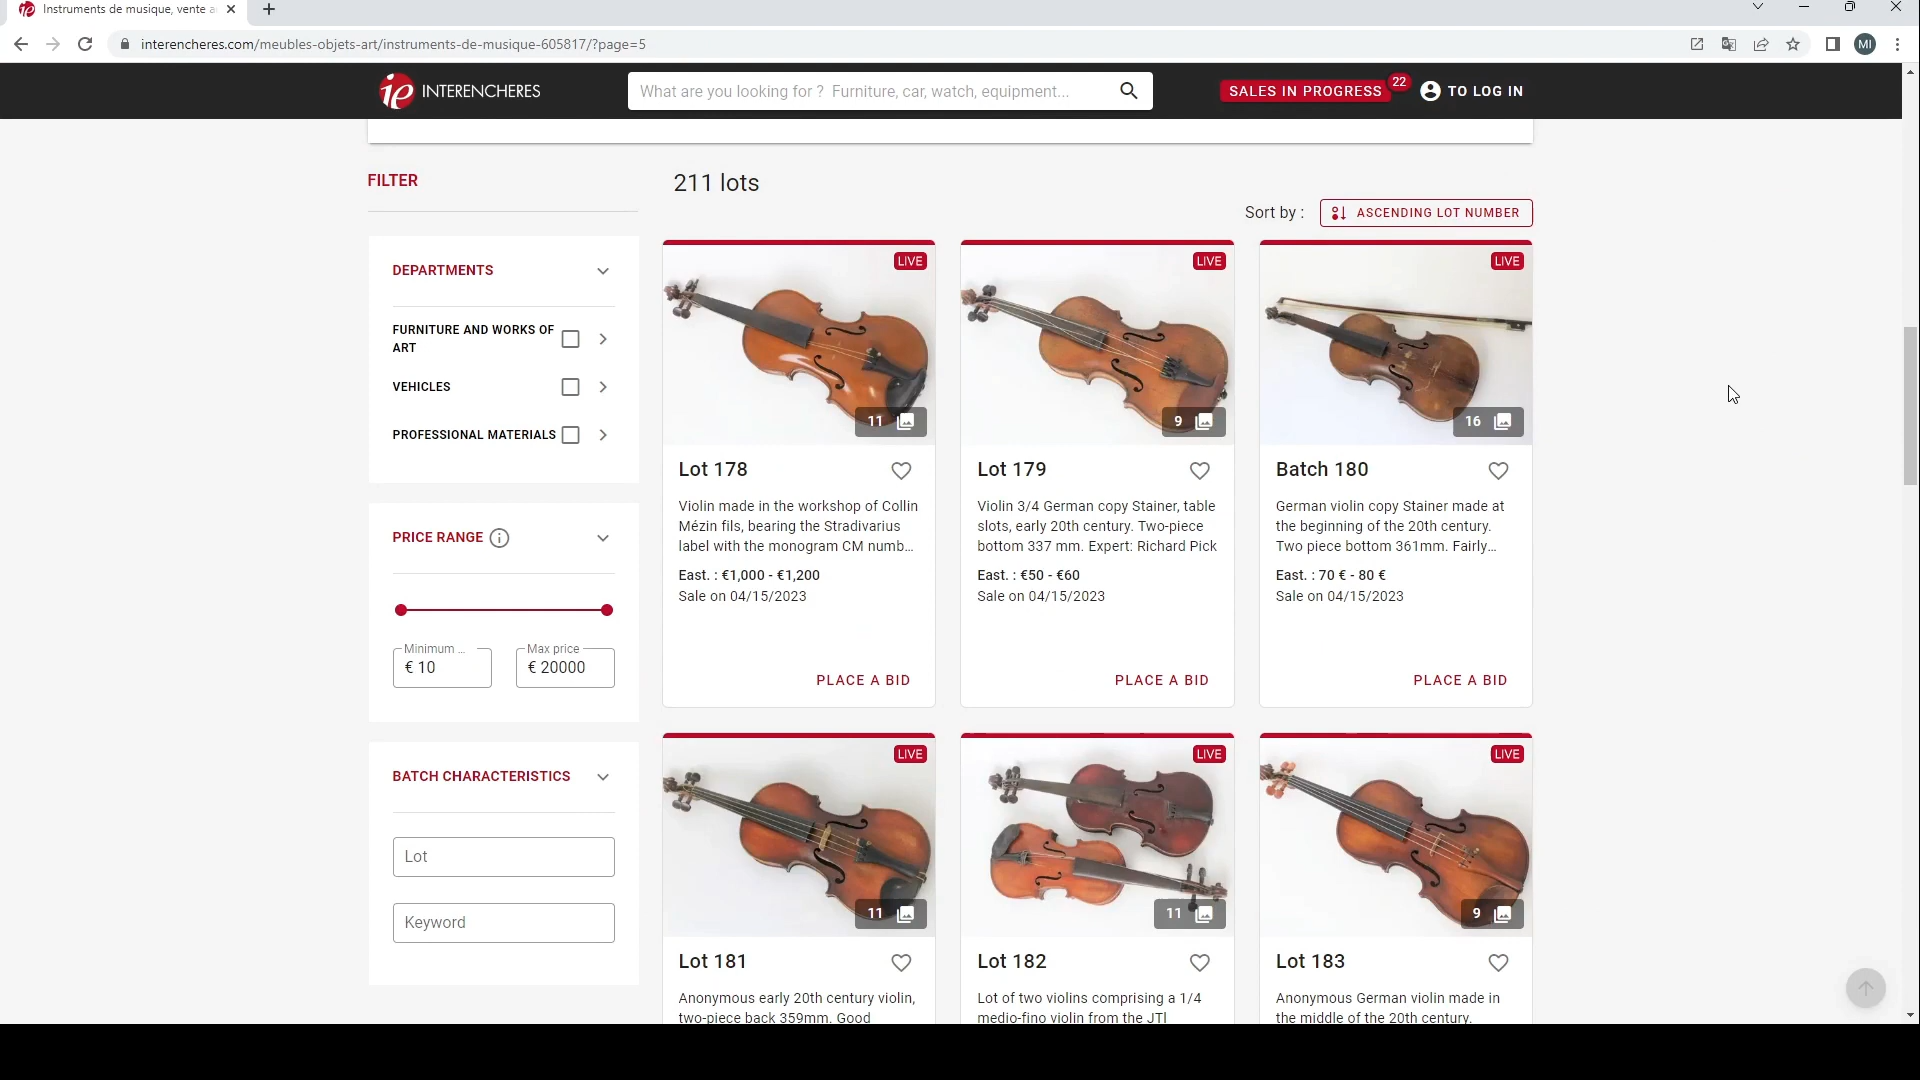 Instruments de musique, vente a
interencheres.com/meubles-objets-art/instruments-de-musique-605817/?page=5
MI
ie INTERENCHERES
What are you looking for ? Furniture, car, watch, equipment...
SALES IN PROGRESS
22
TO LOG IN
FILTER
211 lots
Sort by :
ASCENDING LOT NUMBER
DEPARTMENTS
FURNITURE AND WORKS OF
ART
VEHICLES
PROFESSIONAL MATERIALS
PRICE RANGE
Minimum ...
€ 10
Max price
€ 20000
BATCH CHARACTERISTICS
Lot
Keyword
LIVE
11
Lot 178
Violin made in the workshop of Collin
Mézin fils, bearing the Stradivarius
label with the monogram CM numb...
East. : €1,000 - €1,200
Sale on 04/15/2023
PLACE A BID
LIVE
9
Lot 179
Violin 3/4 German copy Stainer, table
slots, early 20th century. Two-piece
bottom 337 mm. Expert: Richard Pick
East. : €50 - €60
Sale on 04/15/2023
PLACE A BID
LIVE
16
Batch 180
German violin copy Stainer made at
the beginning of the 20th century.
Two piece bottom 361mm. Fairly...
East. : 70 € - 80 €
Sale on 04/15/2023
PLACE A BID
LIVE
11
Lot 181
Anonymous early 20th century violin,
two-piece back 359mm. Good
LIVE
11
Lot 182
Lot of two violins comprising a 1/4
medio-fino violin from the JTl
LIVE
9
Lot 183
Anonymous German violin made in
the middle of the 20th century.